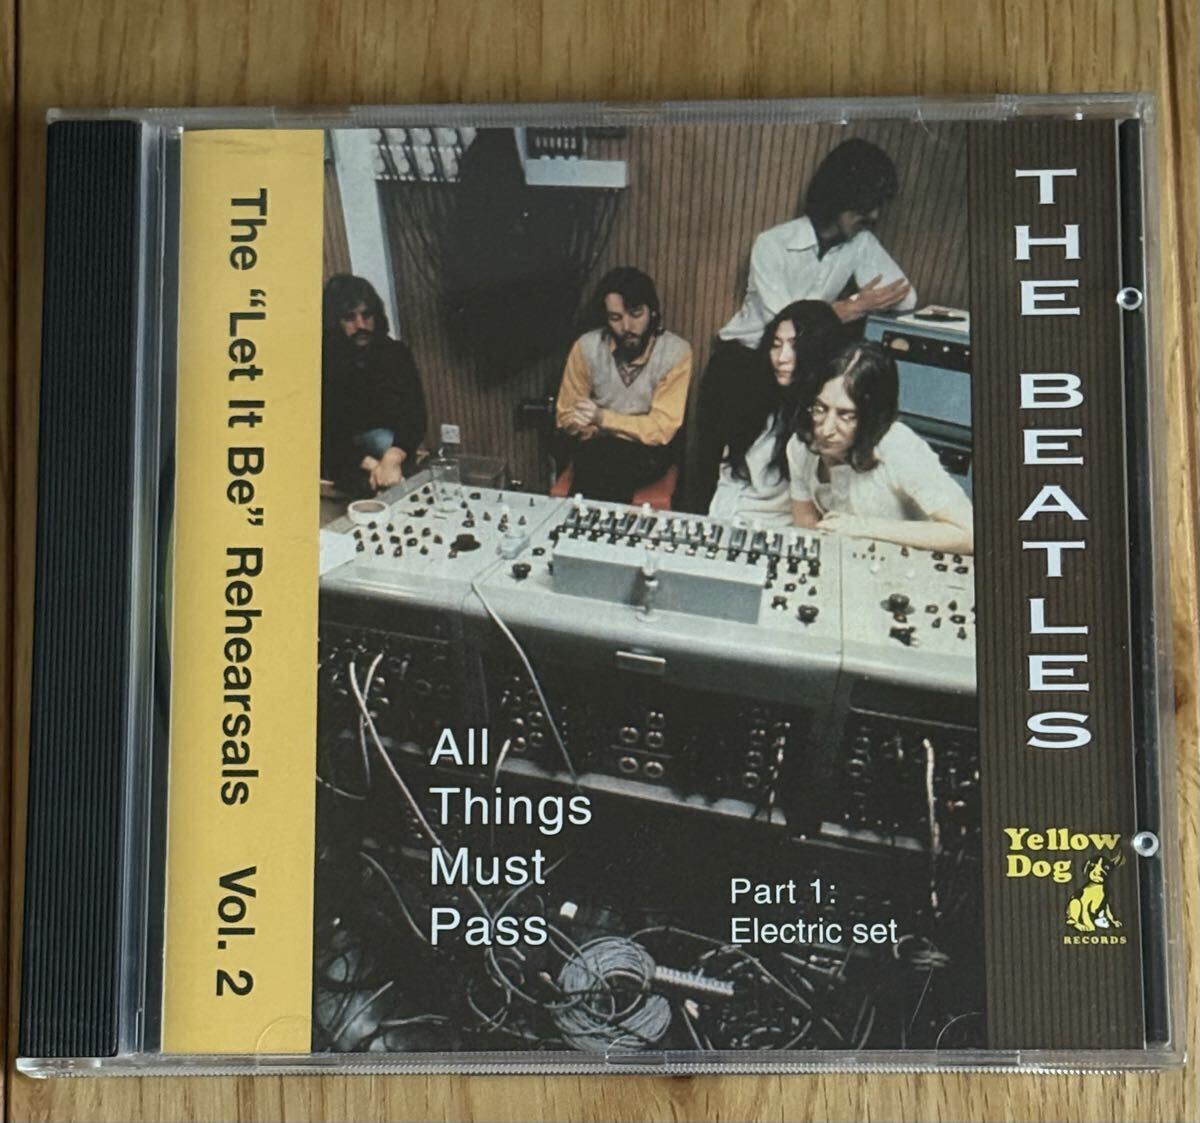 The “Let It Be” Rehearsals Vol. 2
THE BEATLES
All
Things
Must
Pass
Part 1:
Electric set
Yellow
Dog
RECORDS